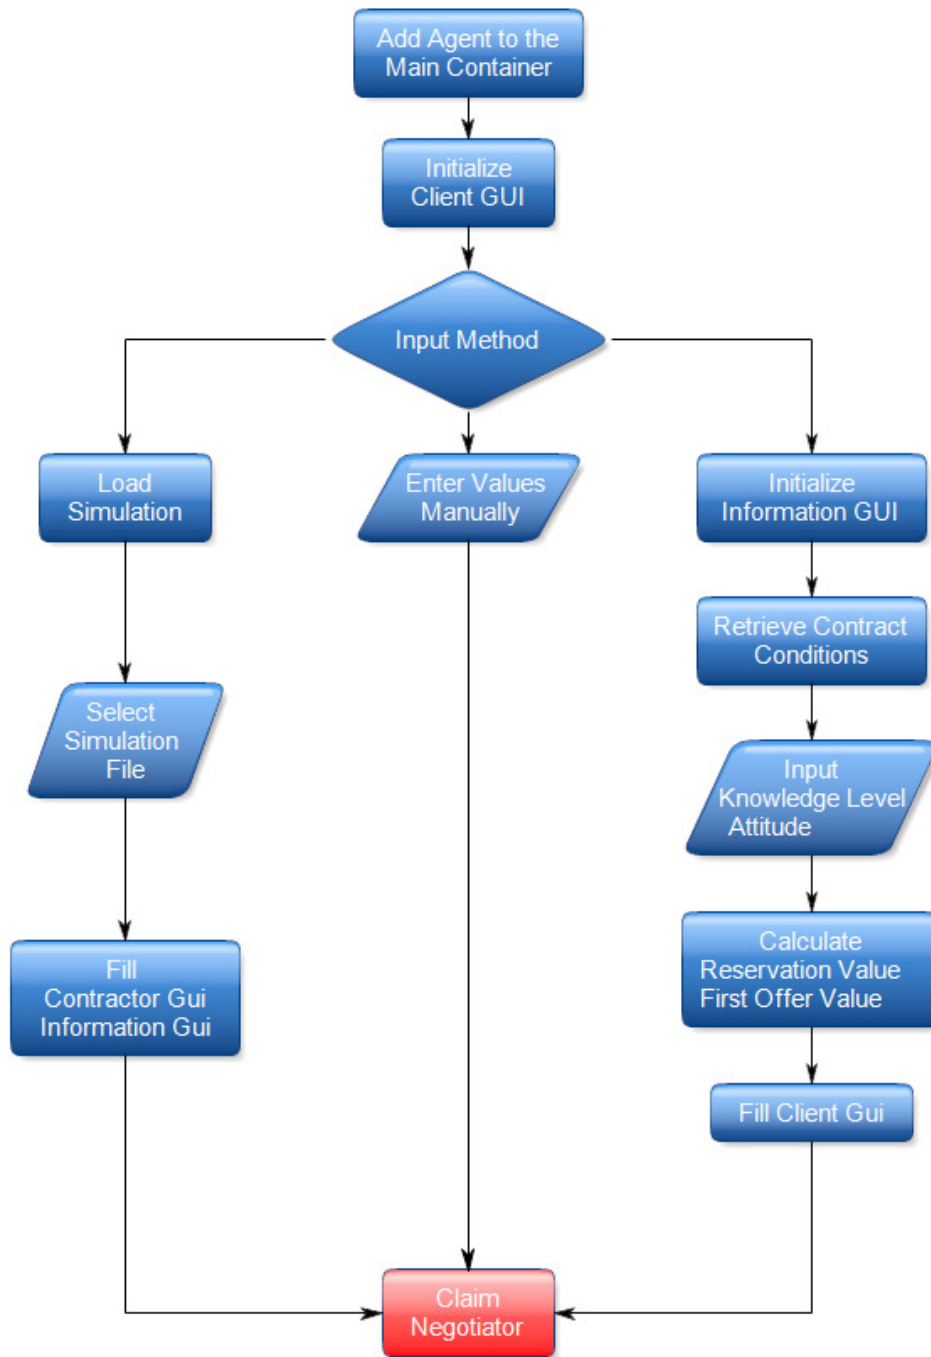 Add Agent to the
Main Container
Initialize
Client GUI
Input Method
Load
Simulation
Enter Values
Manually
Initialize
Information GUI
Retrieve Contract
Conditions
Select
Simulation
File
Input
Knowledge Level
Attitude
Fill
Contractor Gui
Information Gui
Calculate
Reservation Value
First Offer Value
Fill Client Gui
Claim
Negotiator